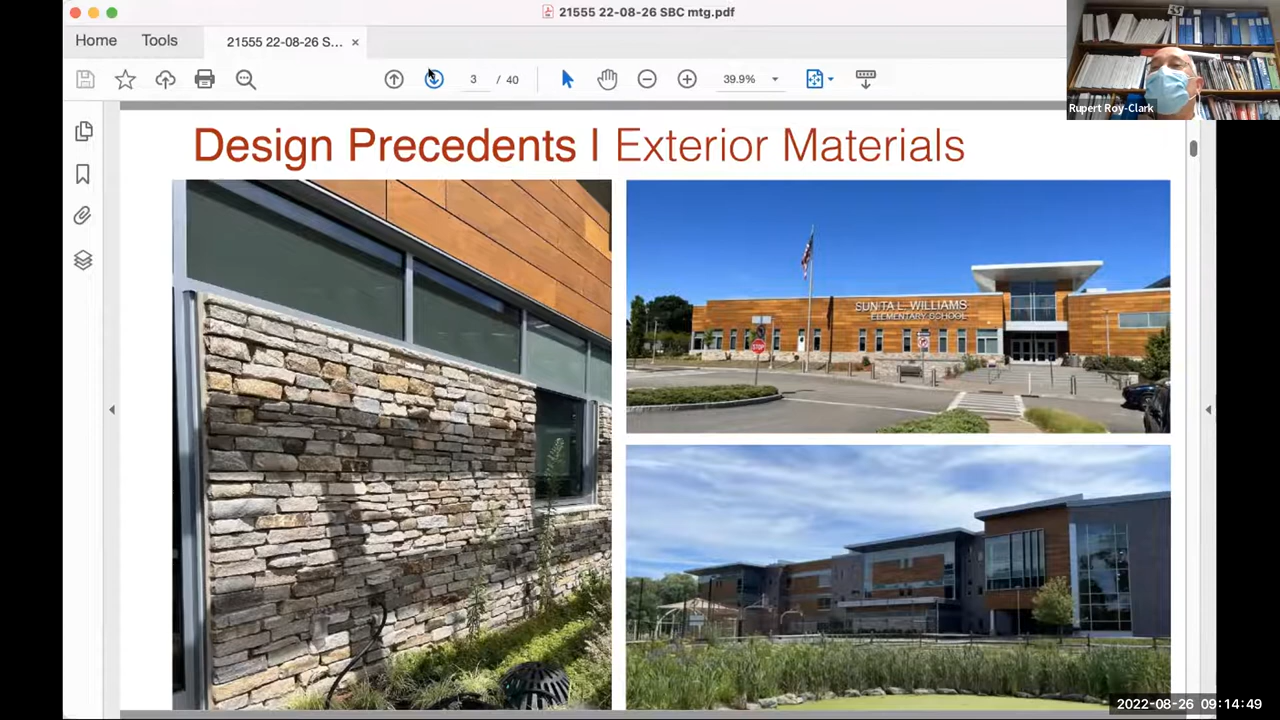 21555 22-08-26 SBC mtg.pdf
Home
Tools
21555 22-08-26 S...
3 / 40
39.9%
Rupert Roy-Clark
Design Precedents I Exterior Materials
SUNITA L. WILLIAMS
ELEMENTARY SCHOOL
STOP
2022-08-26 09:14:49